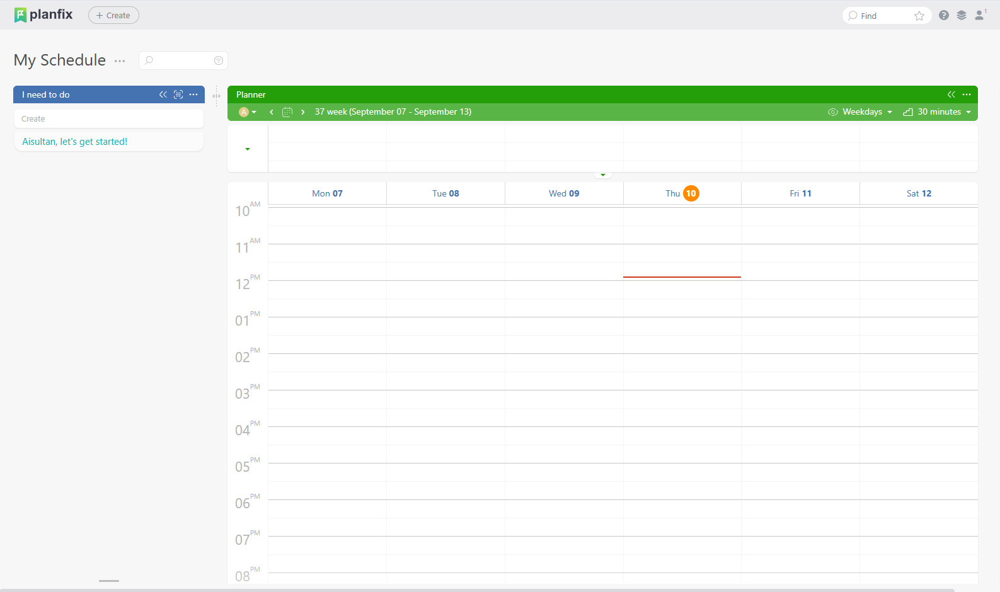 planfix
+ Create
Find
1
My Schedule
I need to do
Create
Aisultan, let's get started!
Planner
A
37 week (September 07 - September 13)
Weekdays
30 minutes
Mon 07
Tue 08
Wed 09
Thu 10
Fri 11
Sat 12
10 AM
11 AM
12 PM
01 PM
02 PM
03 PM
04 PM
05 PM
06 PM
07 PM
08 PM